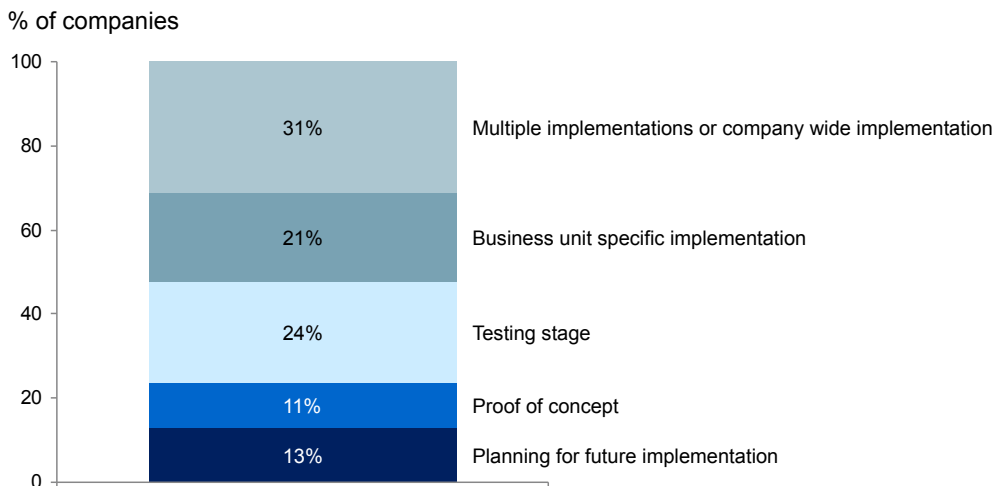 % of companies
100
80
60
40
20
0
31% Multiple implementations or company wide implementation
21% Business unit specific implementation
24% Testing stage
11% Proof of concept
13% Planning for future implementation